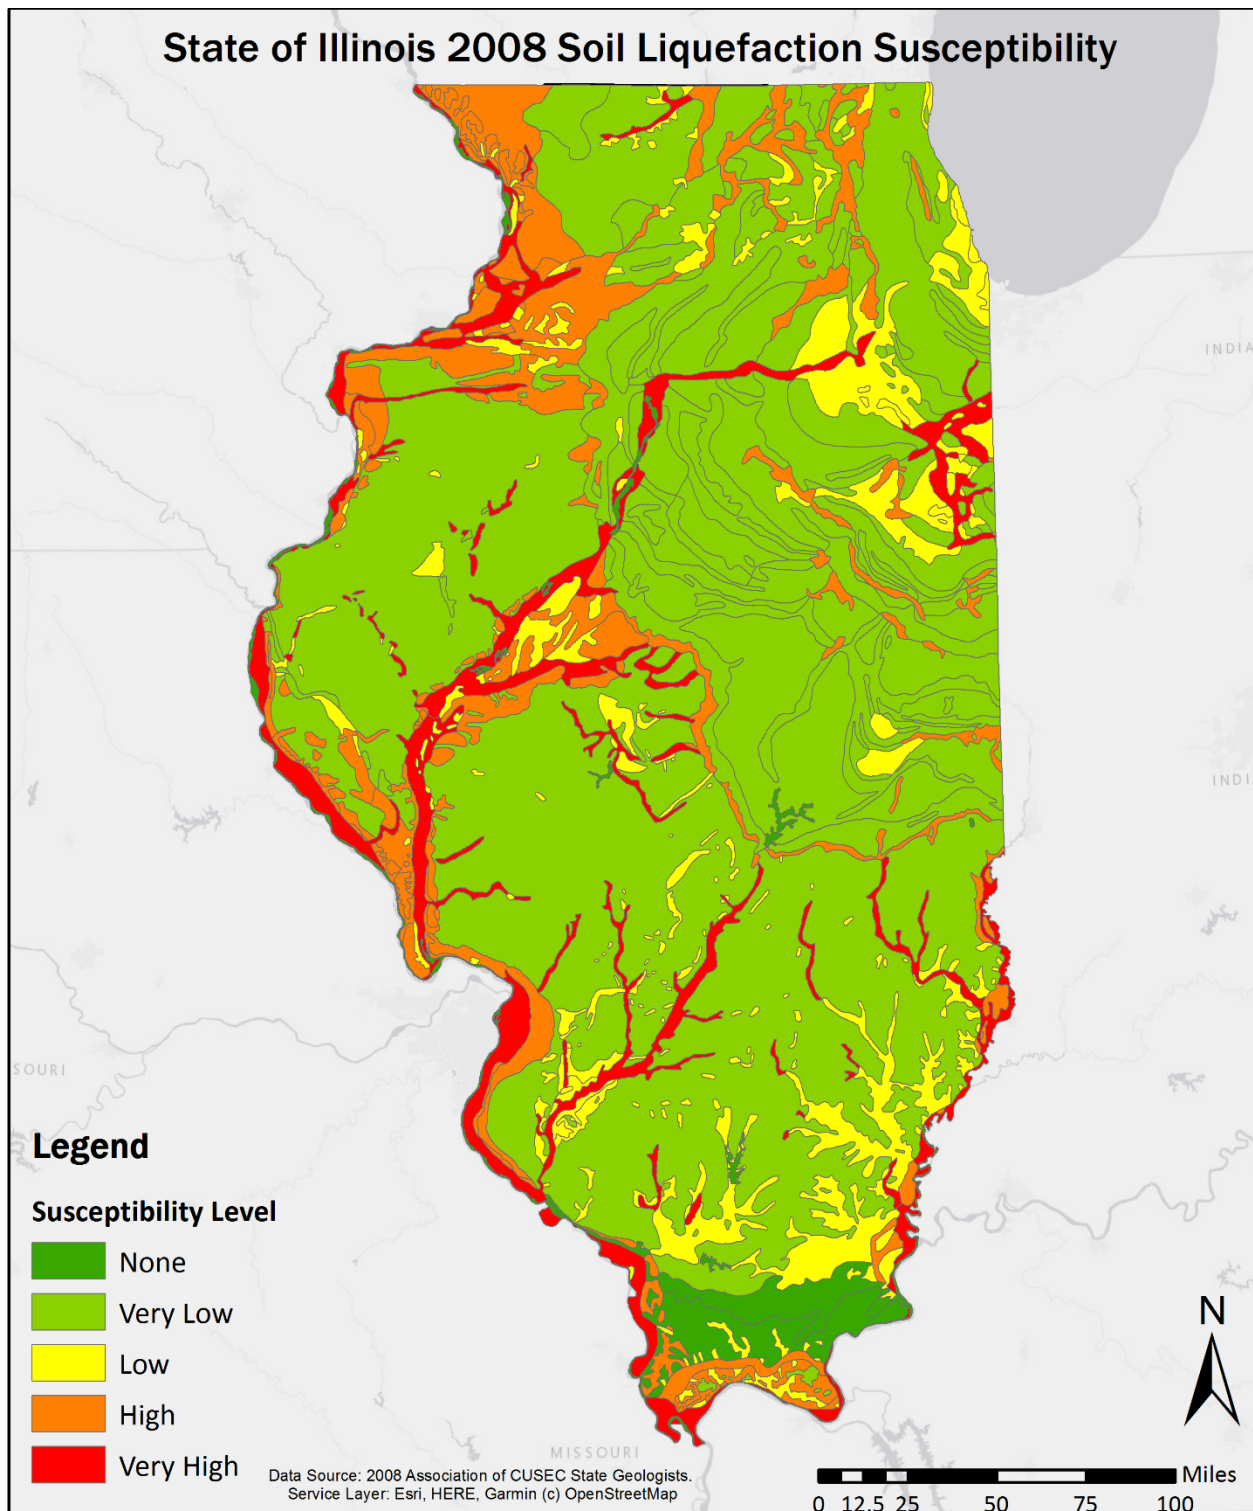 State of Illinois 2008 Soil Liquefaction Susceptibility
INDIA
INDIA
SOURI
Legend
Susceptibility Level
None
Very Low
Low
High
Very High
N
MISSOURI
Data Source: 2008 Association of CUSEC State Geologists.
Service Layer: Esri, HERE, Garmin (c) OpenStreetMap
Miles
0 12.5 25 50 75 100